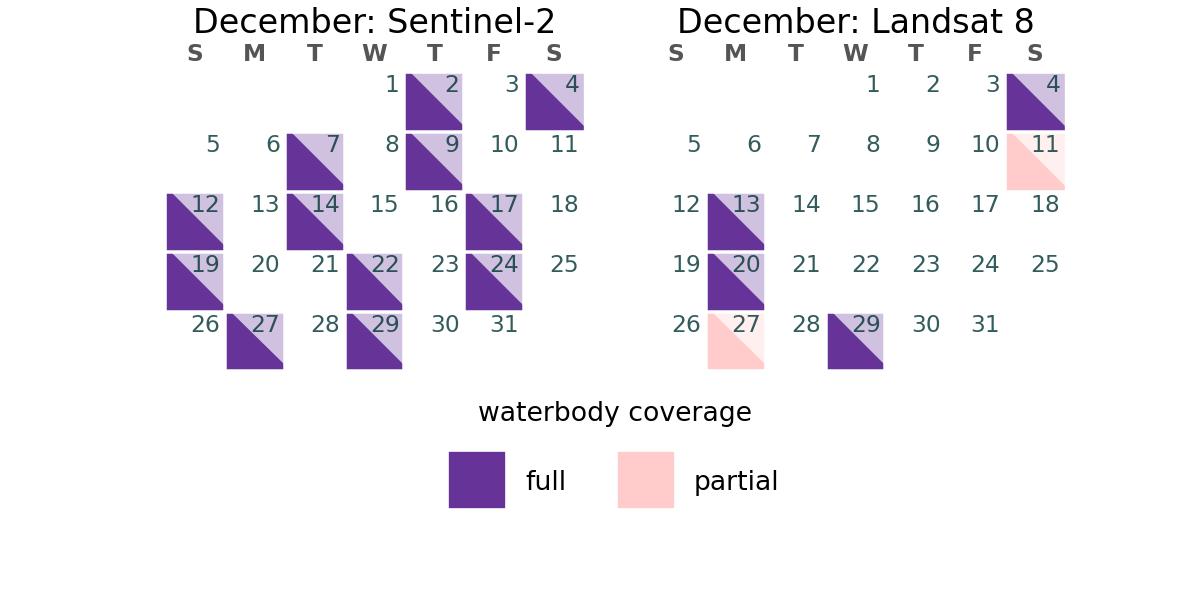 December: Sentinel-2
S M T W T F S
1 2 3 4
5 6 7 8 9 10 11
12 13 14 15 16 17 18
19 20 21 22 23 24 25
26 27 28 29 30 31
December: Landsat 8
S M T W T F S
1 2 3 4
5 6 7 8 9 10 11
12 13 14 15 16 17 18
19 20 21 22 23 24 25
26 27 28 29 30 31
waterbody coverage
full
partial